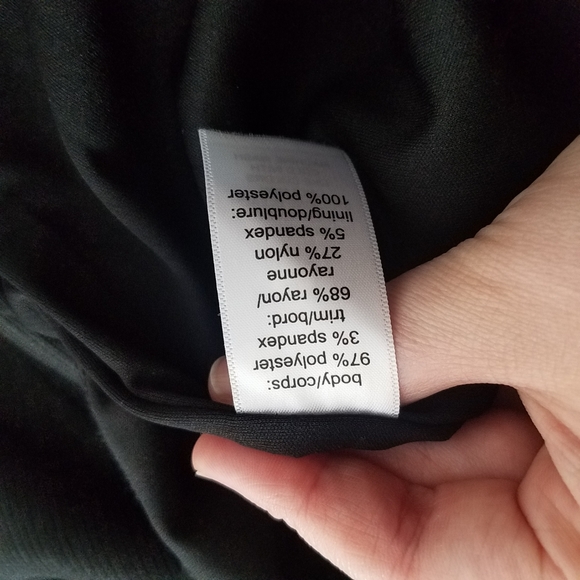 body/corps:
97% polyester
3% spandex
trim/bord:
68% rayon/
rayonne
27% nylon
5% spandex
lining/doublure:
100% polyester